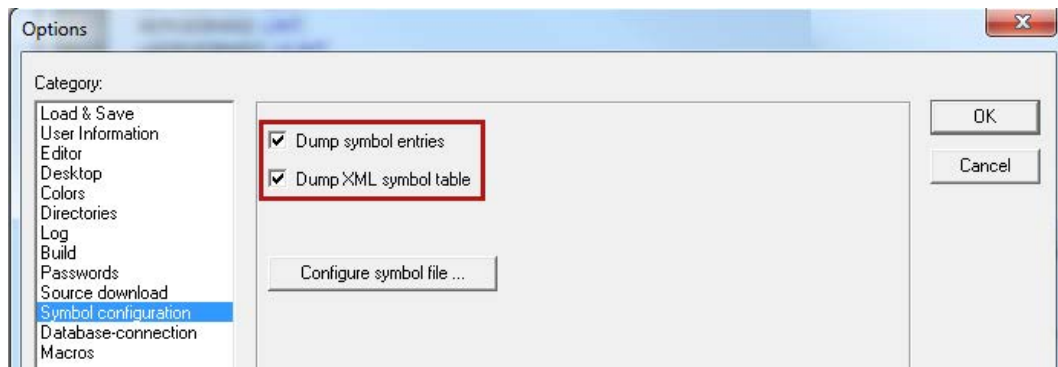 Options
Category:
Load & Save
User Information
Editor
Desktop
Colors
Directories
Log
Build
Passwords
Source download
Symbol configuration
Database-connection
Macros
Dump symbol entries
Dump XML symbol table
Configure symbol file ...
OK
Cancel